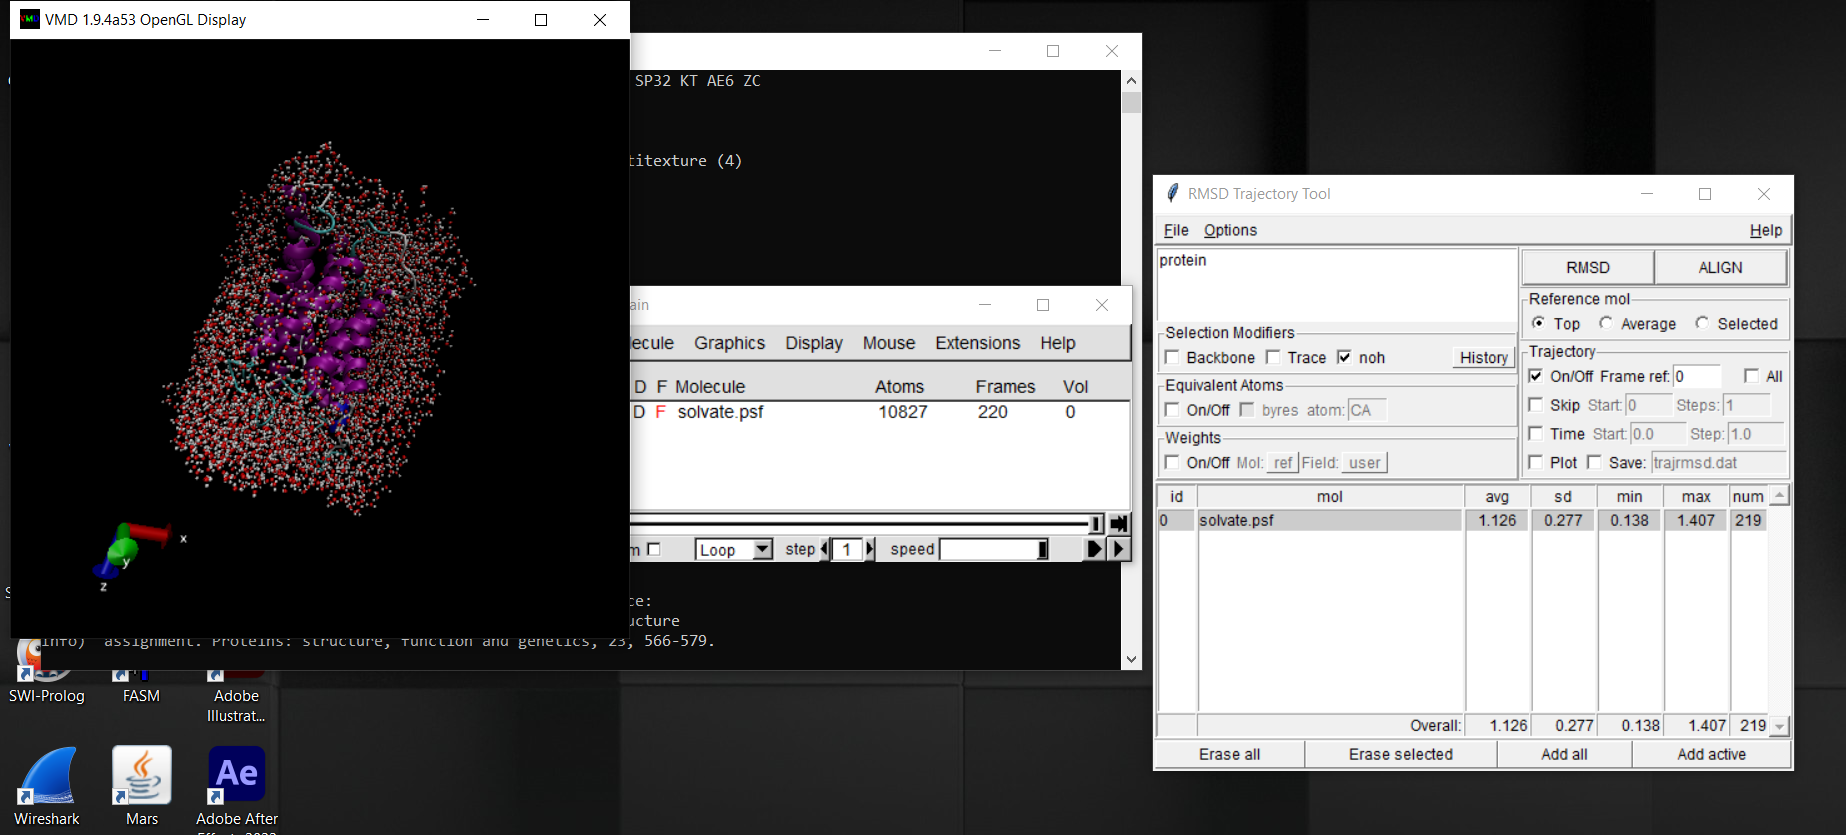 VMD 1.9.4a53 OpenGL Display
x
y
z
SP32 KT AE6 ZC
titexture (4)
ain
lecule Graphics Display Mouse Extensions Help
D F Molecule Atoms Frames Vol
D F solvate.psf 10827 220 0
m Loop step 1 speed
ce:
ucture
info) assignment. Proteins: structure, function and genetics, 23, 566-579.
RMSD Trajectory Tool
File Options Help
protein
RMSD ALIGN
Reference mol
Top Average Selected
Selection Modifiers
Backbone Trace noh History
Trajectory
On/Off Frame ref: 0 All
Equivalent Atoms
On/Off byres atom: CA
Skip Start: 0 Steps: 1
Time Start: 0.0 Step: 1.0
Weights
On/Off Mol: ref Field: user
Plot Save: trajrmsd.dat
id mol avg sd min max num
0 solvate.psf 1.126 0.277 0.138 1.407 219
Overall: 1.126 0.277 0.138 1.407 219
Erase all Erase selected Add all Add active
SWI-Prolog FASM Adobe Illustrat...
Ae
Wireshark Mars Adobe After